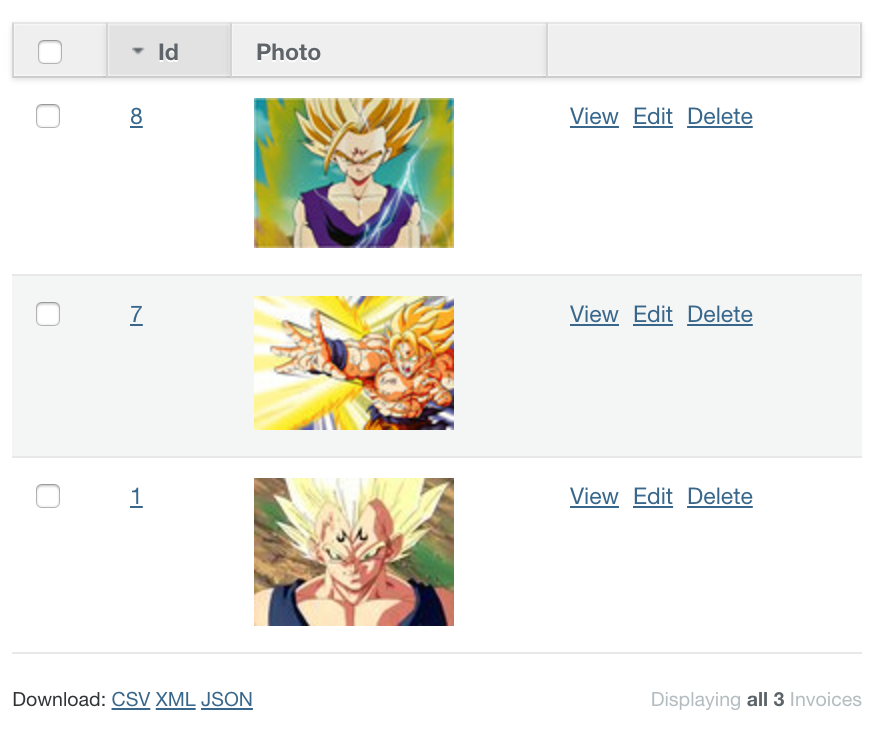 Id Photo
8 View Edit Delete
7 View Edit Delete
1 View Edit Delete
Download: CSV XML JSON Displaying all 3 Invoices